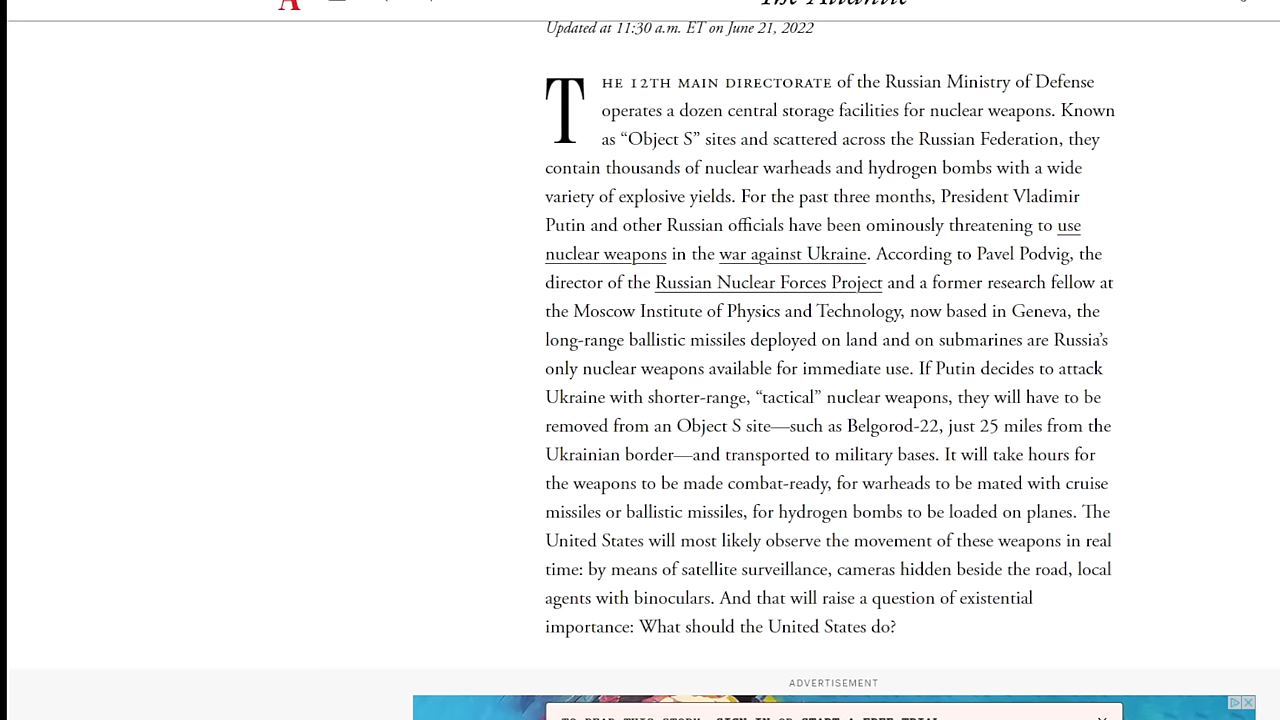 The Atlantic
Updated at 11:30 a.m. ET on June 21, 2022
THE 12TH MAIN DIRECTORATE of the Russian Ministry of Defense
operates a dozen central storage facilities for nuclear weapons. Known
as “Object S” sites and scattered across the Russian Federation, they
contain thousands of nuclear warheads and hydrogen bombs with a wide
variety of explosive yields. For the past three months, President Vladimir
Putin and other Russian officials have been ominously threatening to use
nuclear weapons in the war against Ukraine. According to Pavel Podvig, the
director of the Russian Nuclear Forces Project and a former research fellow at
the Moscow Institute of Physics and Technology, now based in Geneva, the
long-range ballistic missiles deployed on land and on submarines are Russia’s
only nuclear weapons available for immediate use. If Putin decides to attack
Ukraine with shorter-range, “tactical” nuclear weapons, they will have to be
removed from an Object S site—such as Belgorod-22, just 25 miles from the
Ukrainian border—and transported to military bases. It will take hours for
the weapons to be made combat-ready, for warheads to be mated with cruise
missiles or ballistic missiles, for hydrogen bombs to be loaded on planes. The
United States will most likely observe the movement of these weapons in real
time: by means of satellite surveillance, cameras hidden beside the road, local
agents with binoculars. And that will raise a question of existential
importance: What should the United States do?
ADVERTISEMENT
TO READ THIS STORY, SIGN IN OR START A FREE TRIAL.